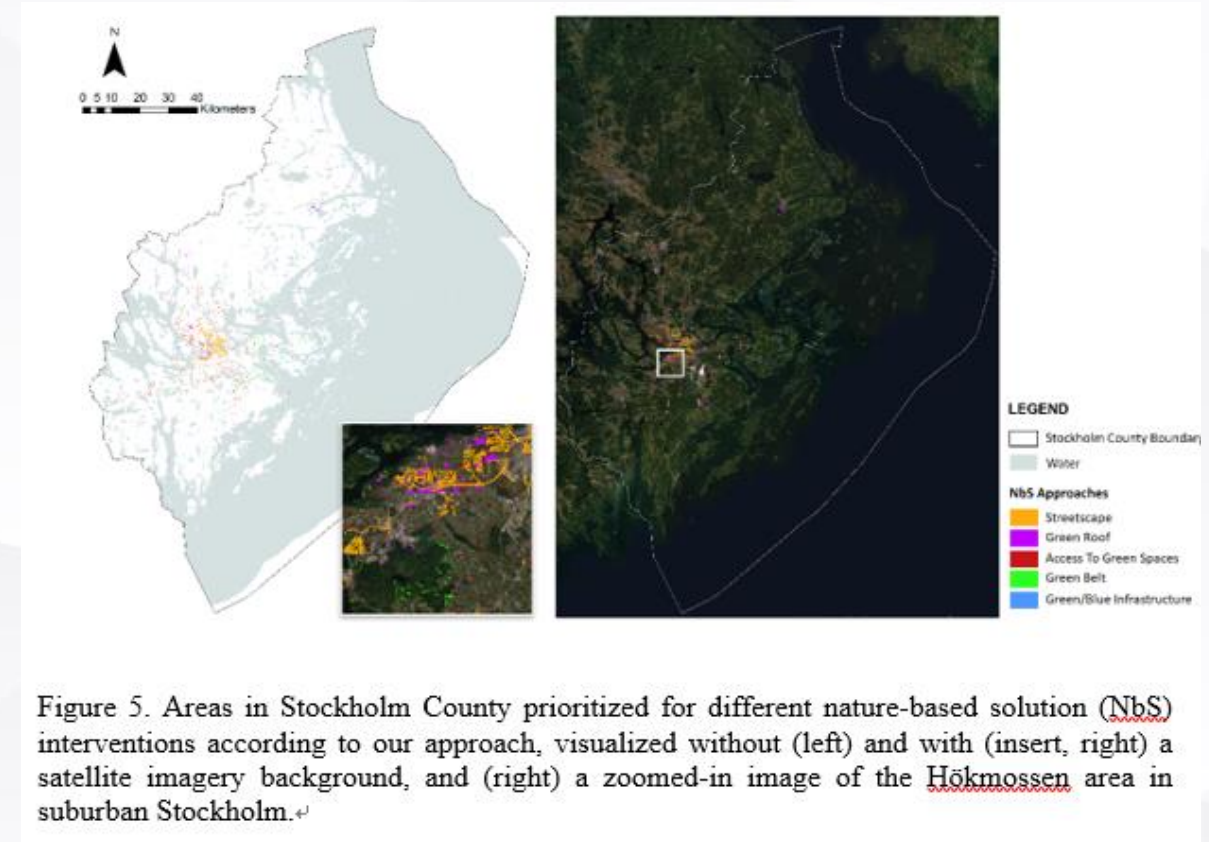 N
0 5 10 20 30 40
Kilometers
LEGEND
Stockholm County Boundar
Water
NbS Approaches
Streetscape
Green Roof
Access To Green Spaces
Green Belt
Green/Blue Infrastructure
Figure 5. Areas in Stockholm County prioritized for different nature-based solution (NbS)
interventions according to our approach, visualized without (left) and with (insert, right) a
satellite imagery background, and (right) a zoomed-in image of the Hökmossen area in
suburban Stockholm.↵